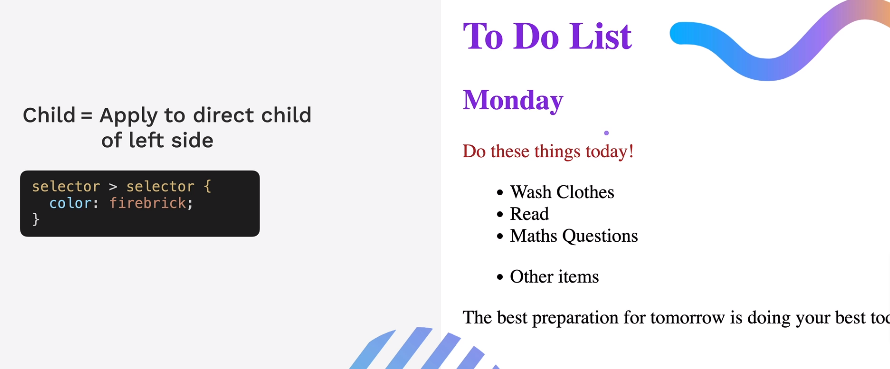 Child = Apply to direct child
of left side
selector > selector {
  color: firebrick;
}
To Do List
Monday
Do these things today!
• Wash Clothes
• Read
• Maths Questions
• Other items
The best preparation for tomorrow is doing your best